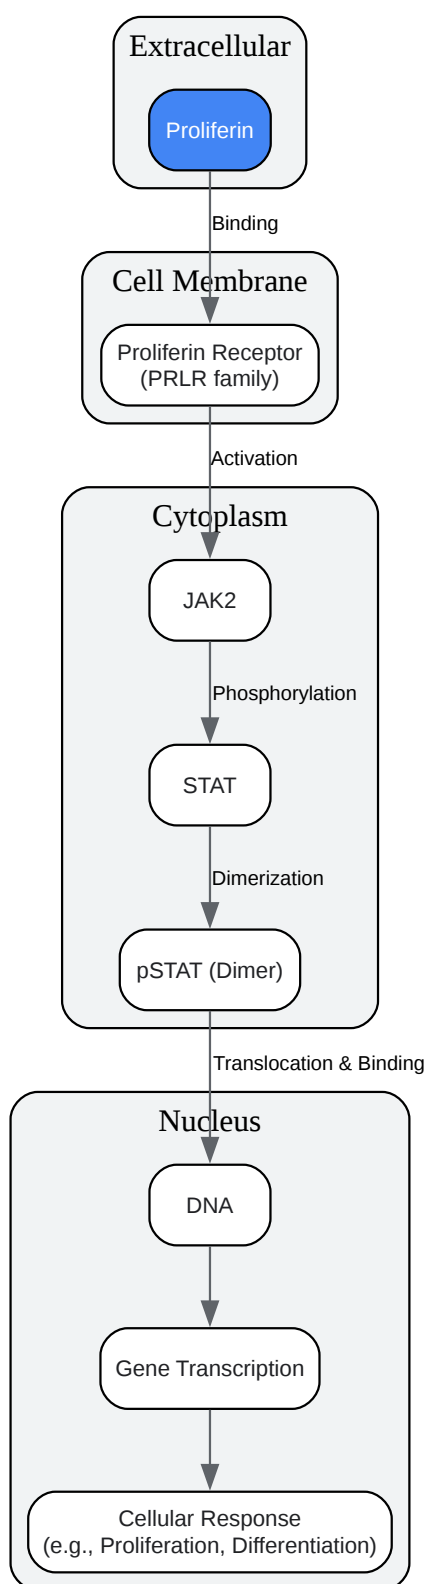 Extracellular
Proliferin
Binding
Cell Membrane
Proliferin Receptor
(PRLR family)
Activation
Cytoplasm
JAK2
Phosphorylation
STAT
Dimerization
pSTAT (Dimer)
Translocation & Binding
Nucleus
DNA
Gene Transcription
Cellular Response
(e.g., Proliferation, Differentiation)